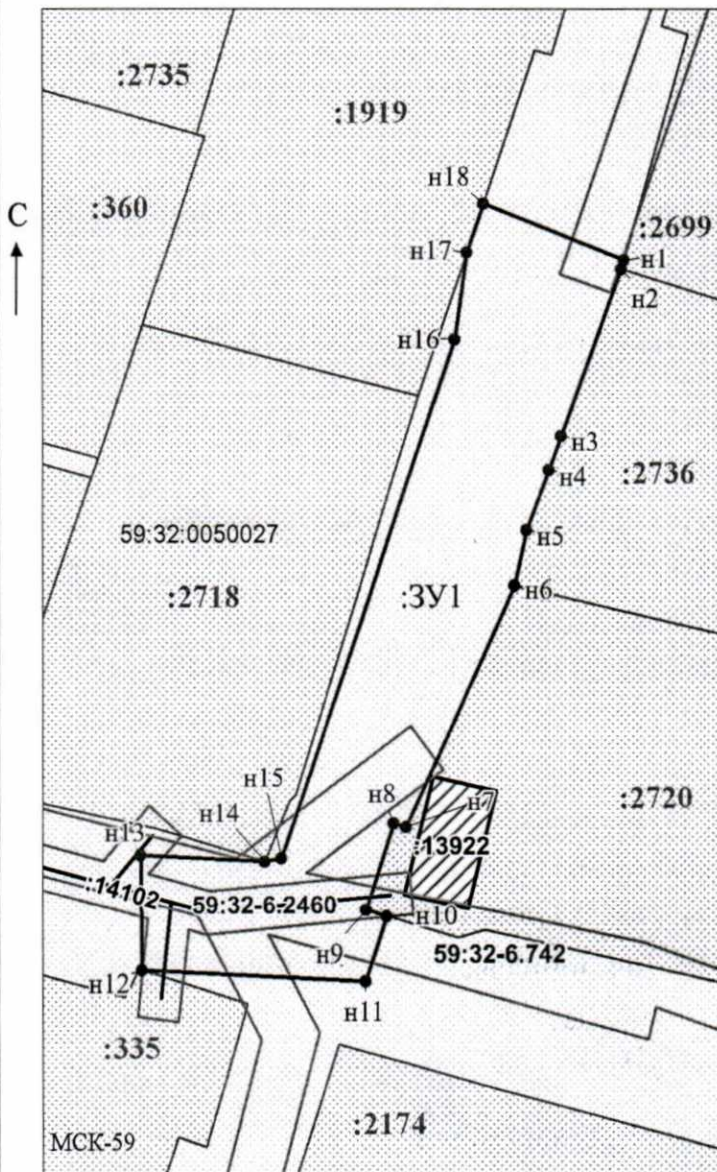 :2735
:1919
:360
С
н18
:2699
н1
н17
н2
н16
н3
н4
:2736
59:32:0050027
н5
:2718
:ЗУ1
н6
н15
:2720
н14
н8
н7
н13
:13922
:14102
59:32-6.2460
н10
н9
59:32-6.742
н12
н11
:335
:2174
МСК-59